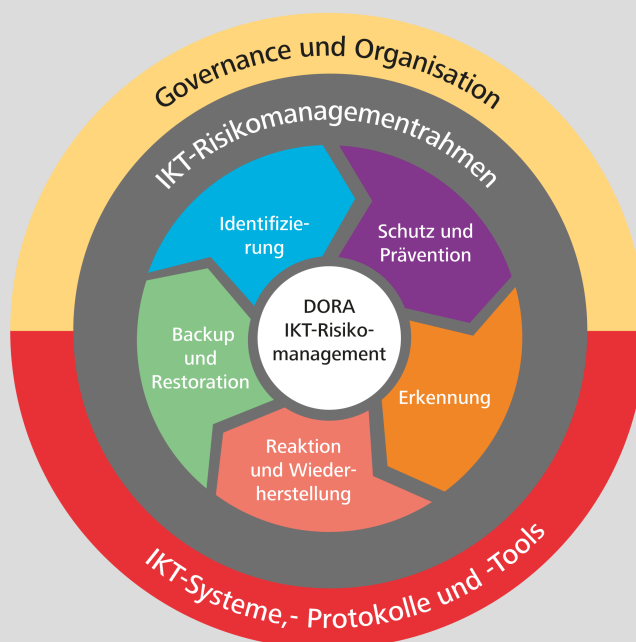 Governance und Organisation
IKT-Risikomanagementrahmen
Identifizie-
rung
Schutz und
Prävention
DORA
IKT-Risiko-
management
Backup
und
Restoration
Erkennung
Reaktion
und Wieder-
herstellung
IKT-Systeme,- Protokolle und -Tools